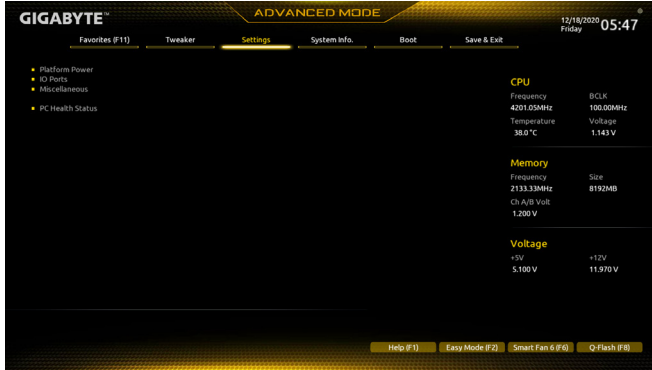 GIGABYTE™
ADVANCED MODE
12/18/2020 Friday 05:47
Favorites (F11) Tweaker Settings System Info. Boot Save & Exit
Platform Power
IO Ports
Miscellaneous
PC Health Status
CPU
Frequency BCLK
4201.05MHz 100.00MHz
Temperature Voltage
38.0 °C 1.143 V
Memory
Frequency Size
2133.33MHz 8192MB
Ch A/B Volt
1.200 V
Voltage
+5V +12V
5.100 V 11.970 V
Help (F1) Easy Mode (F2) Smart Fan 6 (F6) Q-Flash (F8)